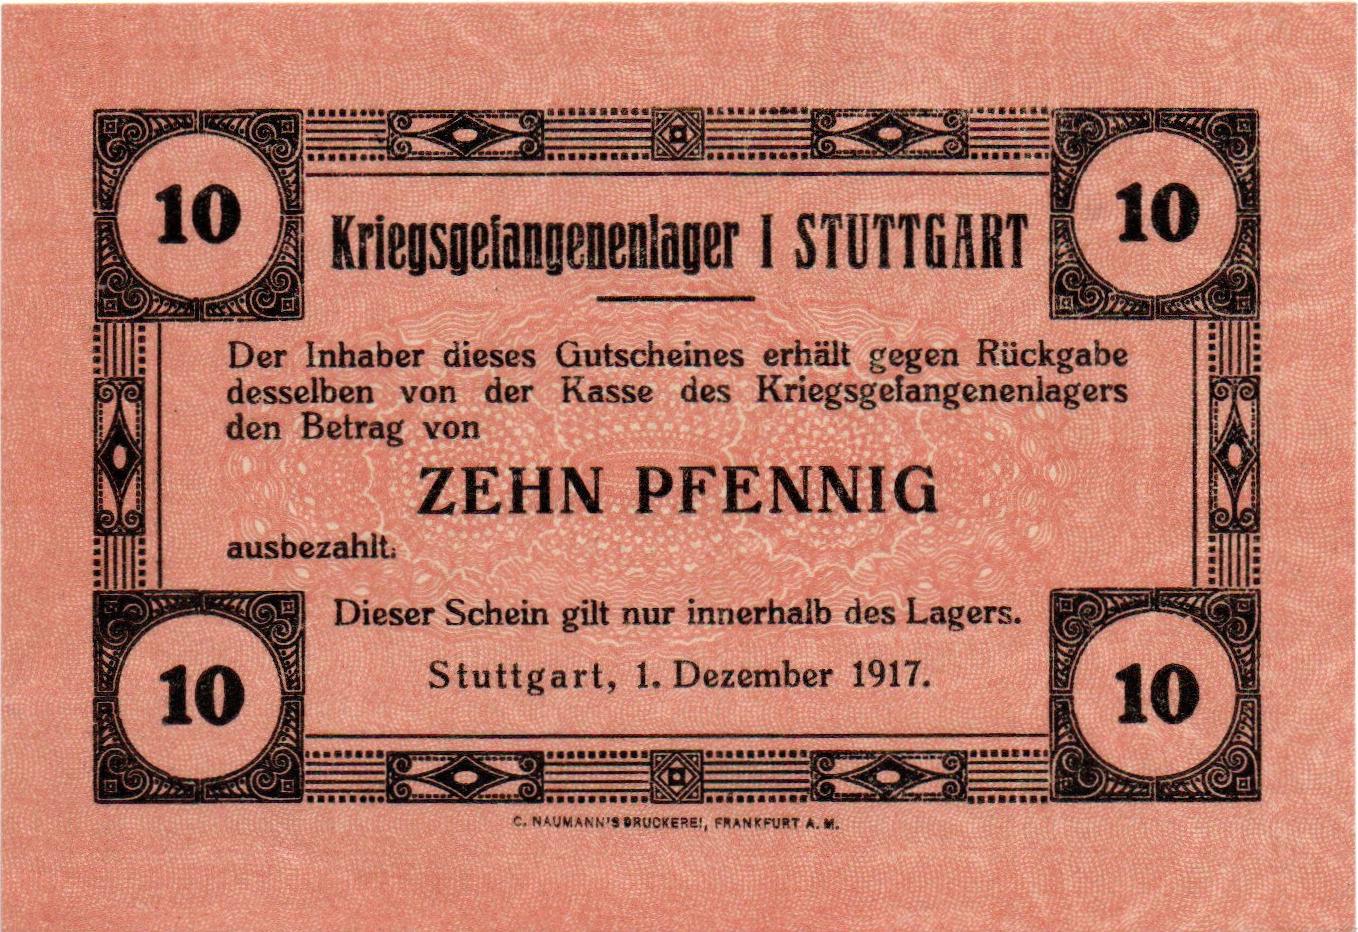 10 10
Kriegsgefangenenlager I STUTTGART
Der Inhaber dieses Gutscheines erhält gegen Rückgabe
desselben von der Kasse des Kriegsgefangenenlagers
den Betrag von
ZEHN PFENNIG
ausbezahlt.
Dieser Schein gilt nur innerhalb des Lagers.
Stuttgart, 1. Dezember 1917.
10 10
C. NAUMANN'S DRUCKEREI, FRANKFURT A. M.